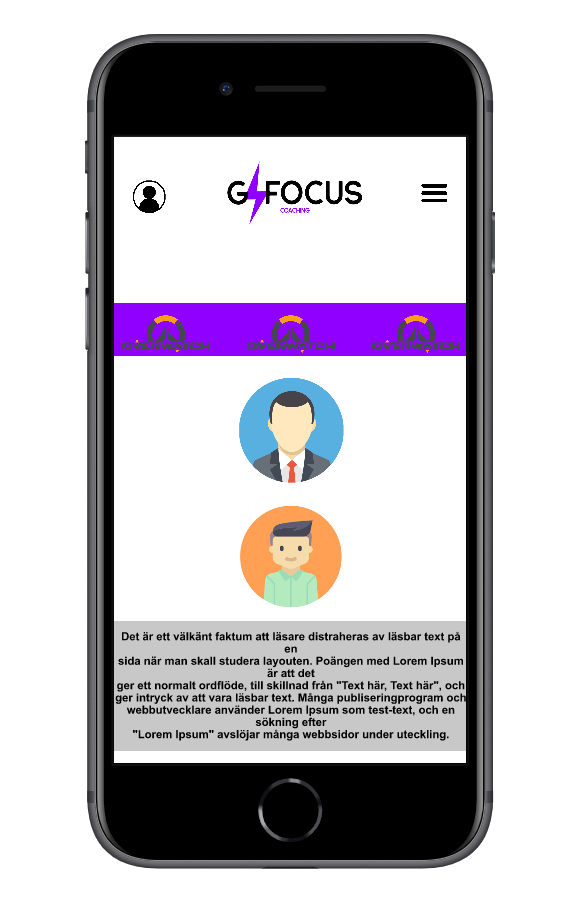 G FOCUS
COACHING
OVERWATCH OVERWATCH OVERWATCH
Det är ett välkänt faktum att läsare distraheras av läsbar text på
en
sida när man skall studera layouten. Poängen med Lorem Ipsum
är att det
ger ett normalt ordflöde, till skillnad från "Text här, Text här", och
ger intryck av att vara läsbar text. Många publiseringprogram och
webbutvecklare använder Lorem Ipsum som test-text, och en
sökning efter
"Lorem Ipsum" avslöjar många webbsidor under uteckling.